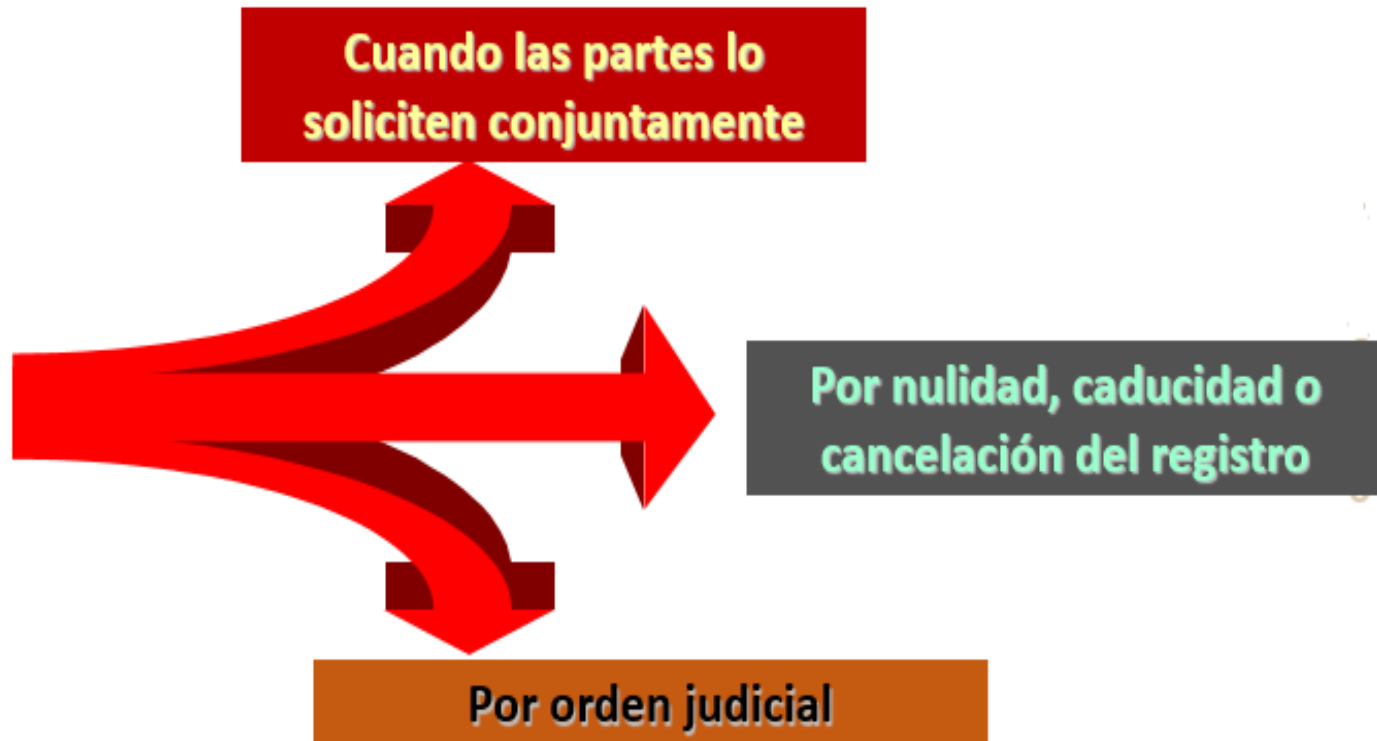 Cuando las partes lo
soliciten conjuntamente
Por nulidad, caducidad o
cancelación del registro
Por orden judicial